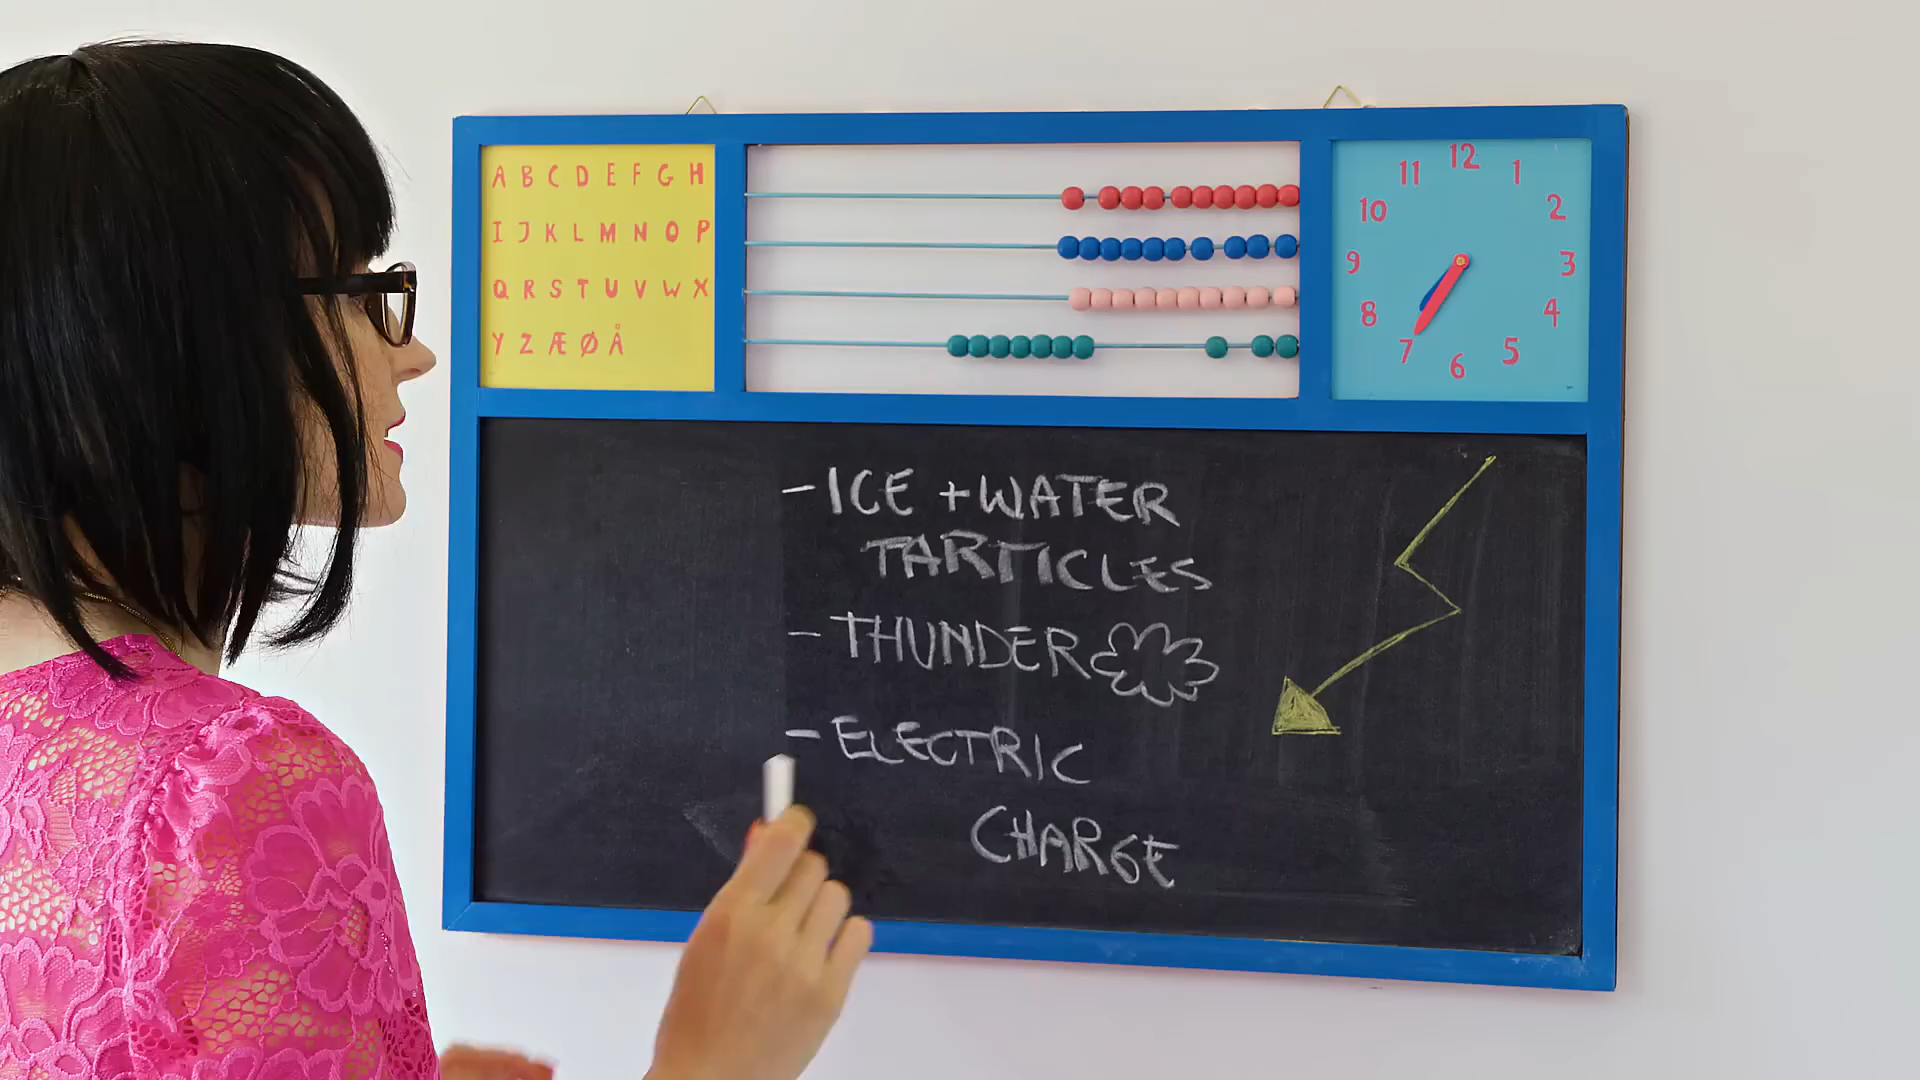 A B C D E F G H
I J K L M N O P
Q R S T U V W X
Y Z Æ Ø Å
12
11 1
10 2
9 3
8 4
7 5
6
- ICE + WATER
TARTICLES
- THUNDER
- ELECTRIC
CHARGE